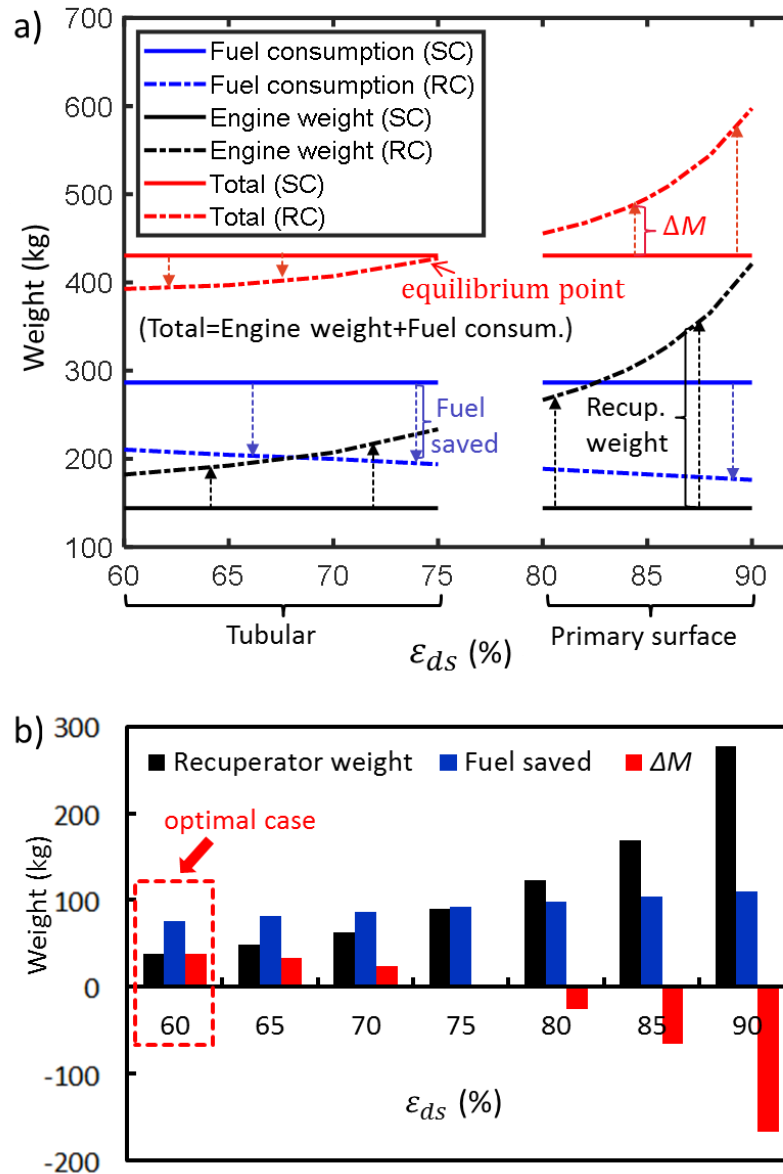 a)
700
600
500
400
300
200
100
Weight (kg)
Fuel consumption (SC)
Fuel consumption (RC)
Engine weight (SC)
Engine weight (RC)
Total (SC)
Total (RC)
ΔM
equilibrium point
(Total=Engine weight+Fuel consum.)
Fuel
saved
Recup.
weight
60 65 70 75 80 85 90
Tubular
Primary surface
ε_ds (%)
b)
300
200
100
0
-100
-200
Weight (kg)
Recuperator weight Fuel saved ΔM
optimal case
60 65 70 75 80 85 90
ε_ds (%)